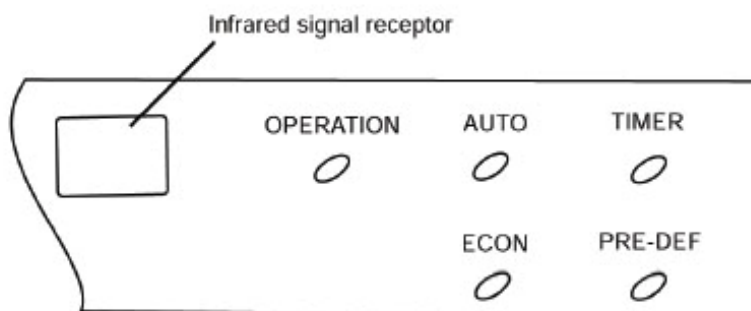 Infrared signal receptor
OPERATION AUTO TIMER
ECON PRE-DEF